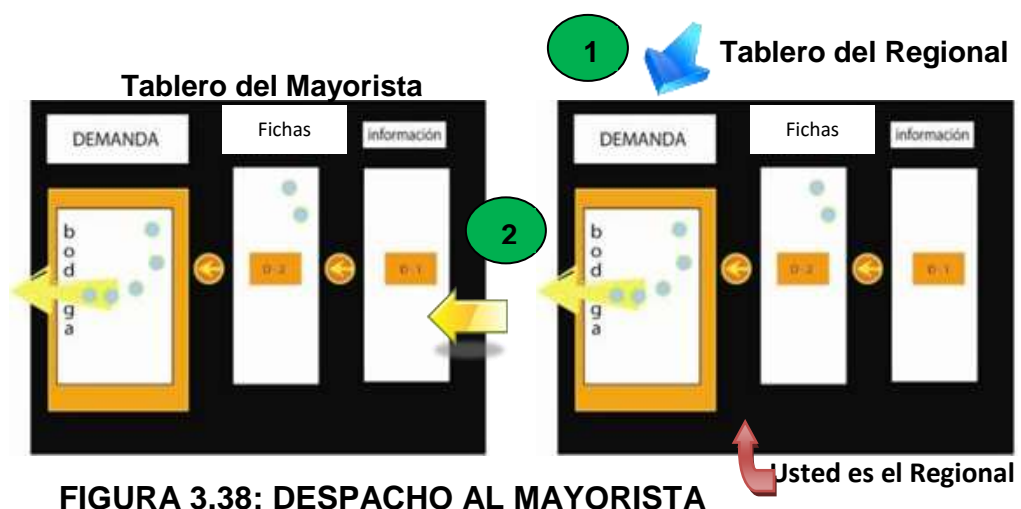 1
Tablero del Regional
Tablero del Mayorista
DEMANDA
Fichas
información
b
o
d
g
a
D-2
D-1
2
DEMANDA
Fichas
información
b
o
d
g
a
D-2
D-1
Usted es el Regional
FIGURA 3.38: DESPACHO AL MAYORISTA